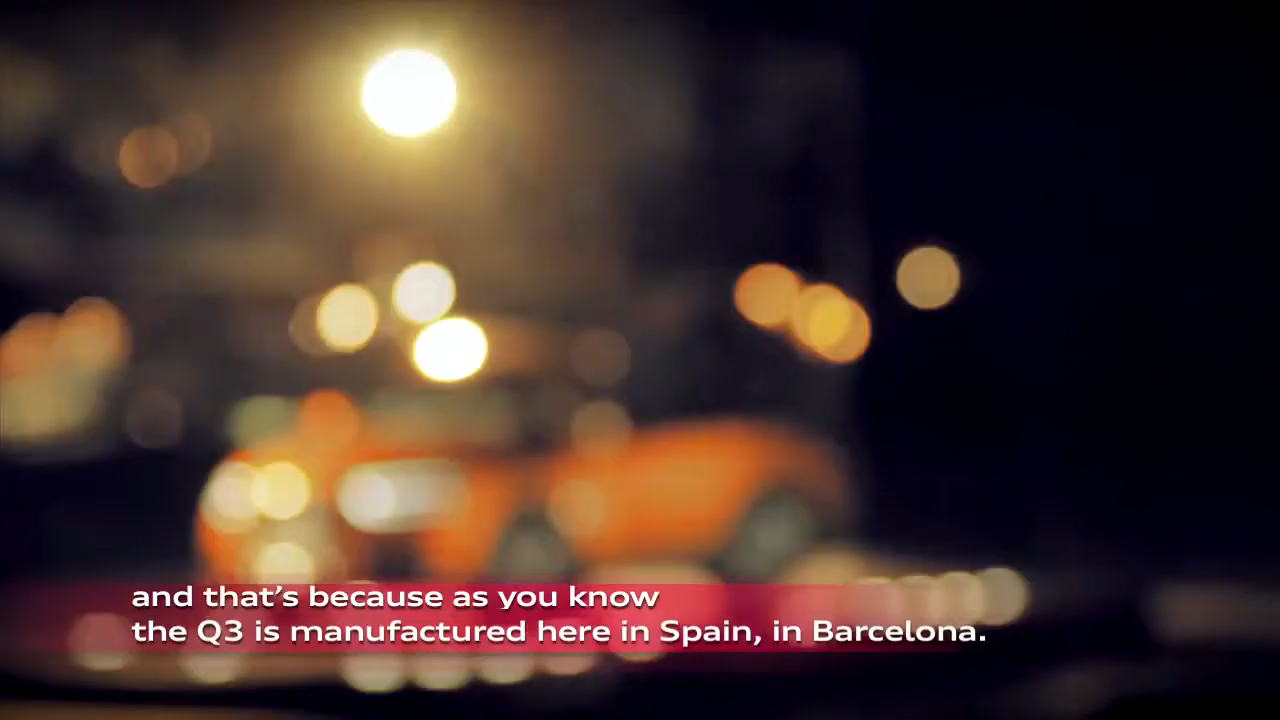 and that's because as you know
the Q3 is manufactured here in Spain, in Barcelona.